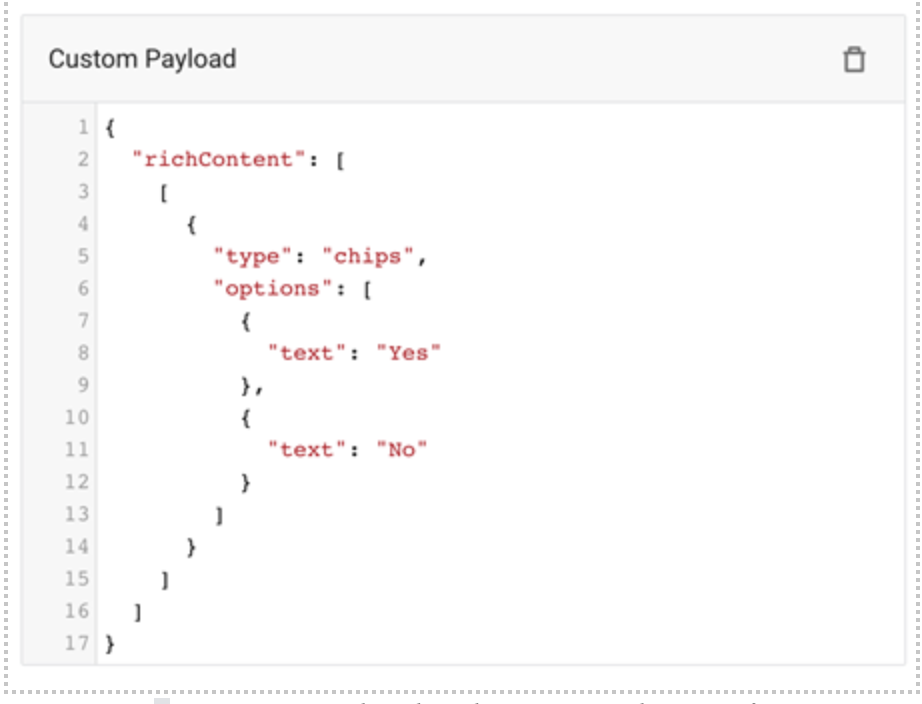 Custom Payload
1 {
2   "richContent": [
3     [
4       {
5         "type": "chips",
6         "options": [
7           {
8             "text": "Yes"
9           },
10           {
11             "text": "No"
12           }
13         ]
14       }
15     ]
16   ]
17 }